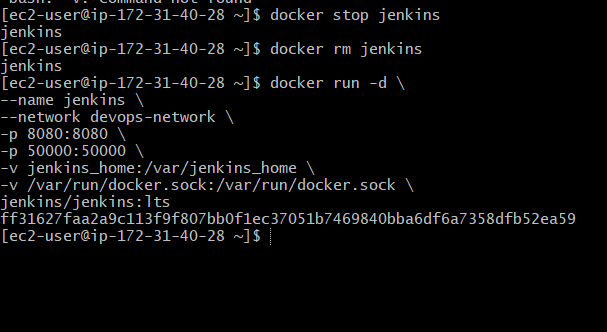 -bash: -v: command not found
[ec2-user@ip-172-31-40-28 ~]$ docker stop jenkins
jenkins
[ec2-user@ip-172-31-40-28 ~]$ docker rm jenkins
jenkins
[ec2-user@ip-172-31-40-28 ~]$ docker run -d \
--name jenkins \
--network devops-network \
-p 8080:8080 \
-p 50000:50000 \
-v jenkins_home:/var/jenkins_home \
-v /var/run/docker.sock:/var/run/docker.sock \
jenkins/jenkins:lts
ff31627faa2a9c113f9f807bb0f1ec37051b7469840bba6df6a7358dfb52ea59
[ec2-user@ip-172-31-40-28 ~]$